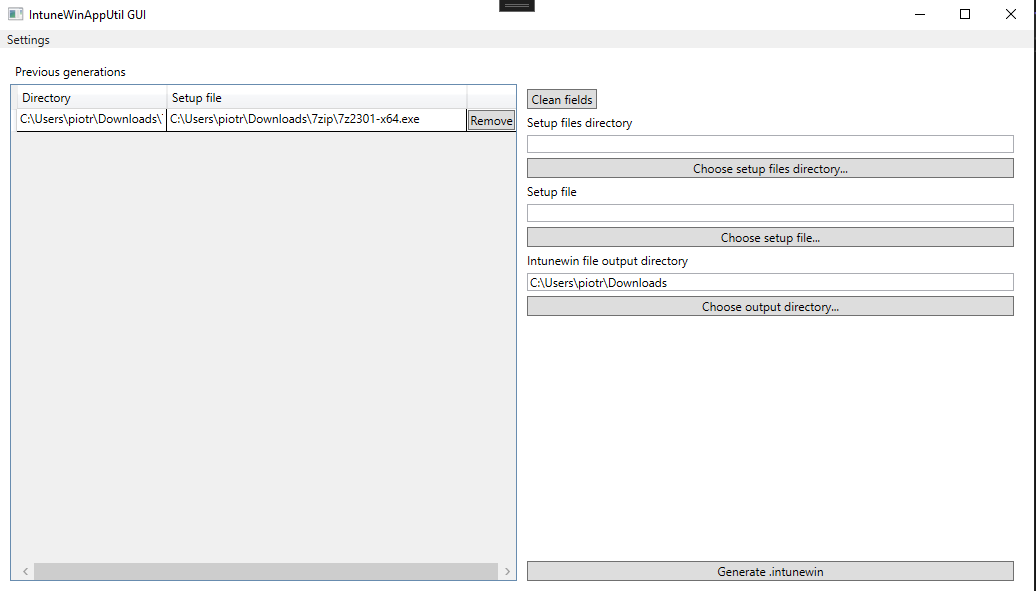 IntuneWinAppUtil GUI
Settings
Previous generations
Directory Setup file
C:\Users\piotr\Downloads\ C:\Users\piotr\Downloads\7zip\7z2301-x64.exe Remove
Clean fields
Setup files directory
Choose setup files directory...
Setup file
Choose setup file...
Intunewin file output directory
C:\Users\piotr\Downloads
Choose output directory...
Generate .intunewin